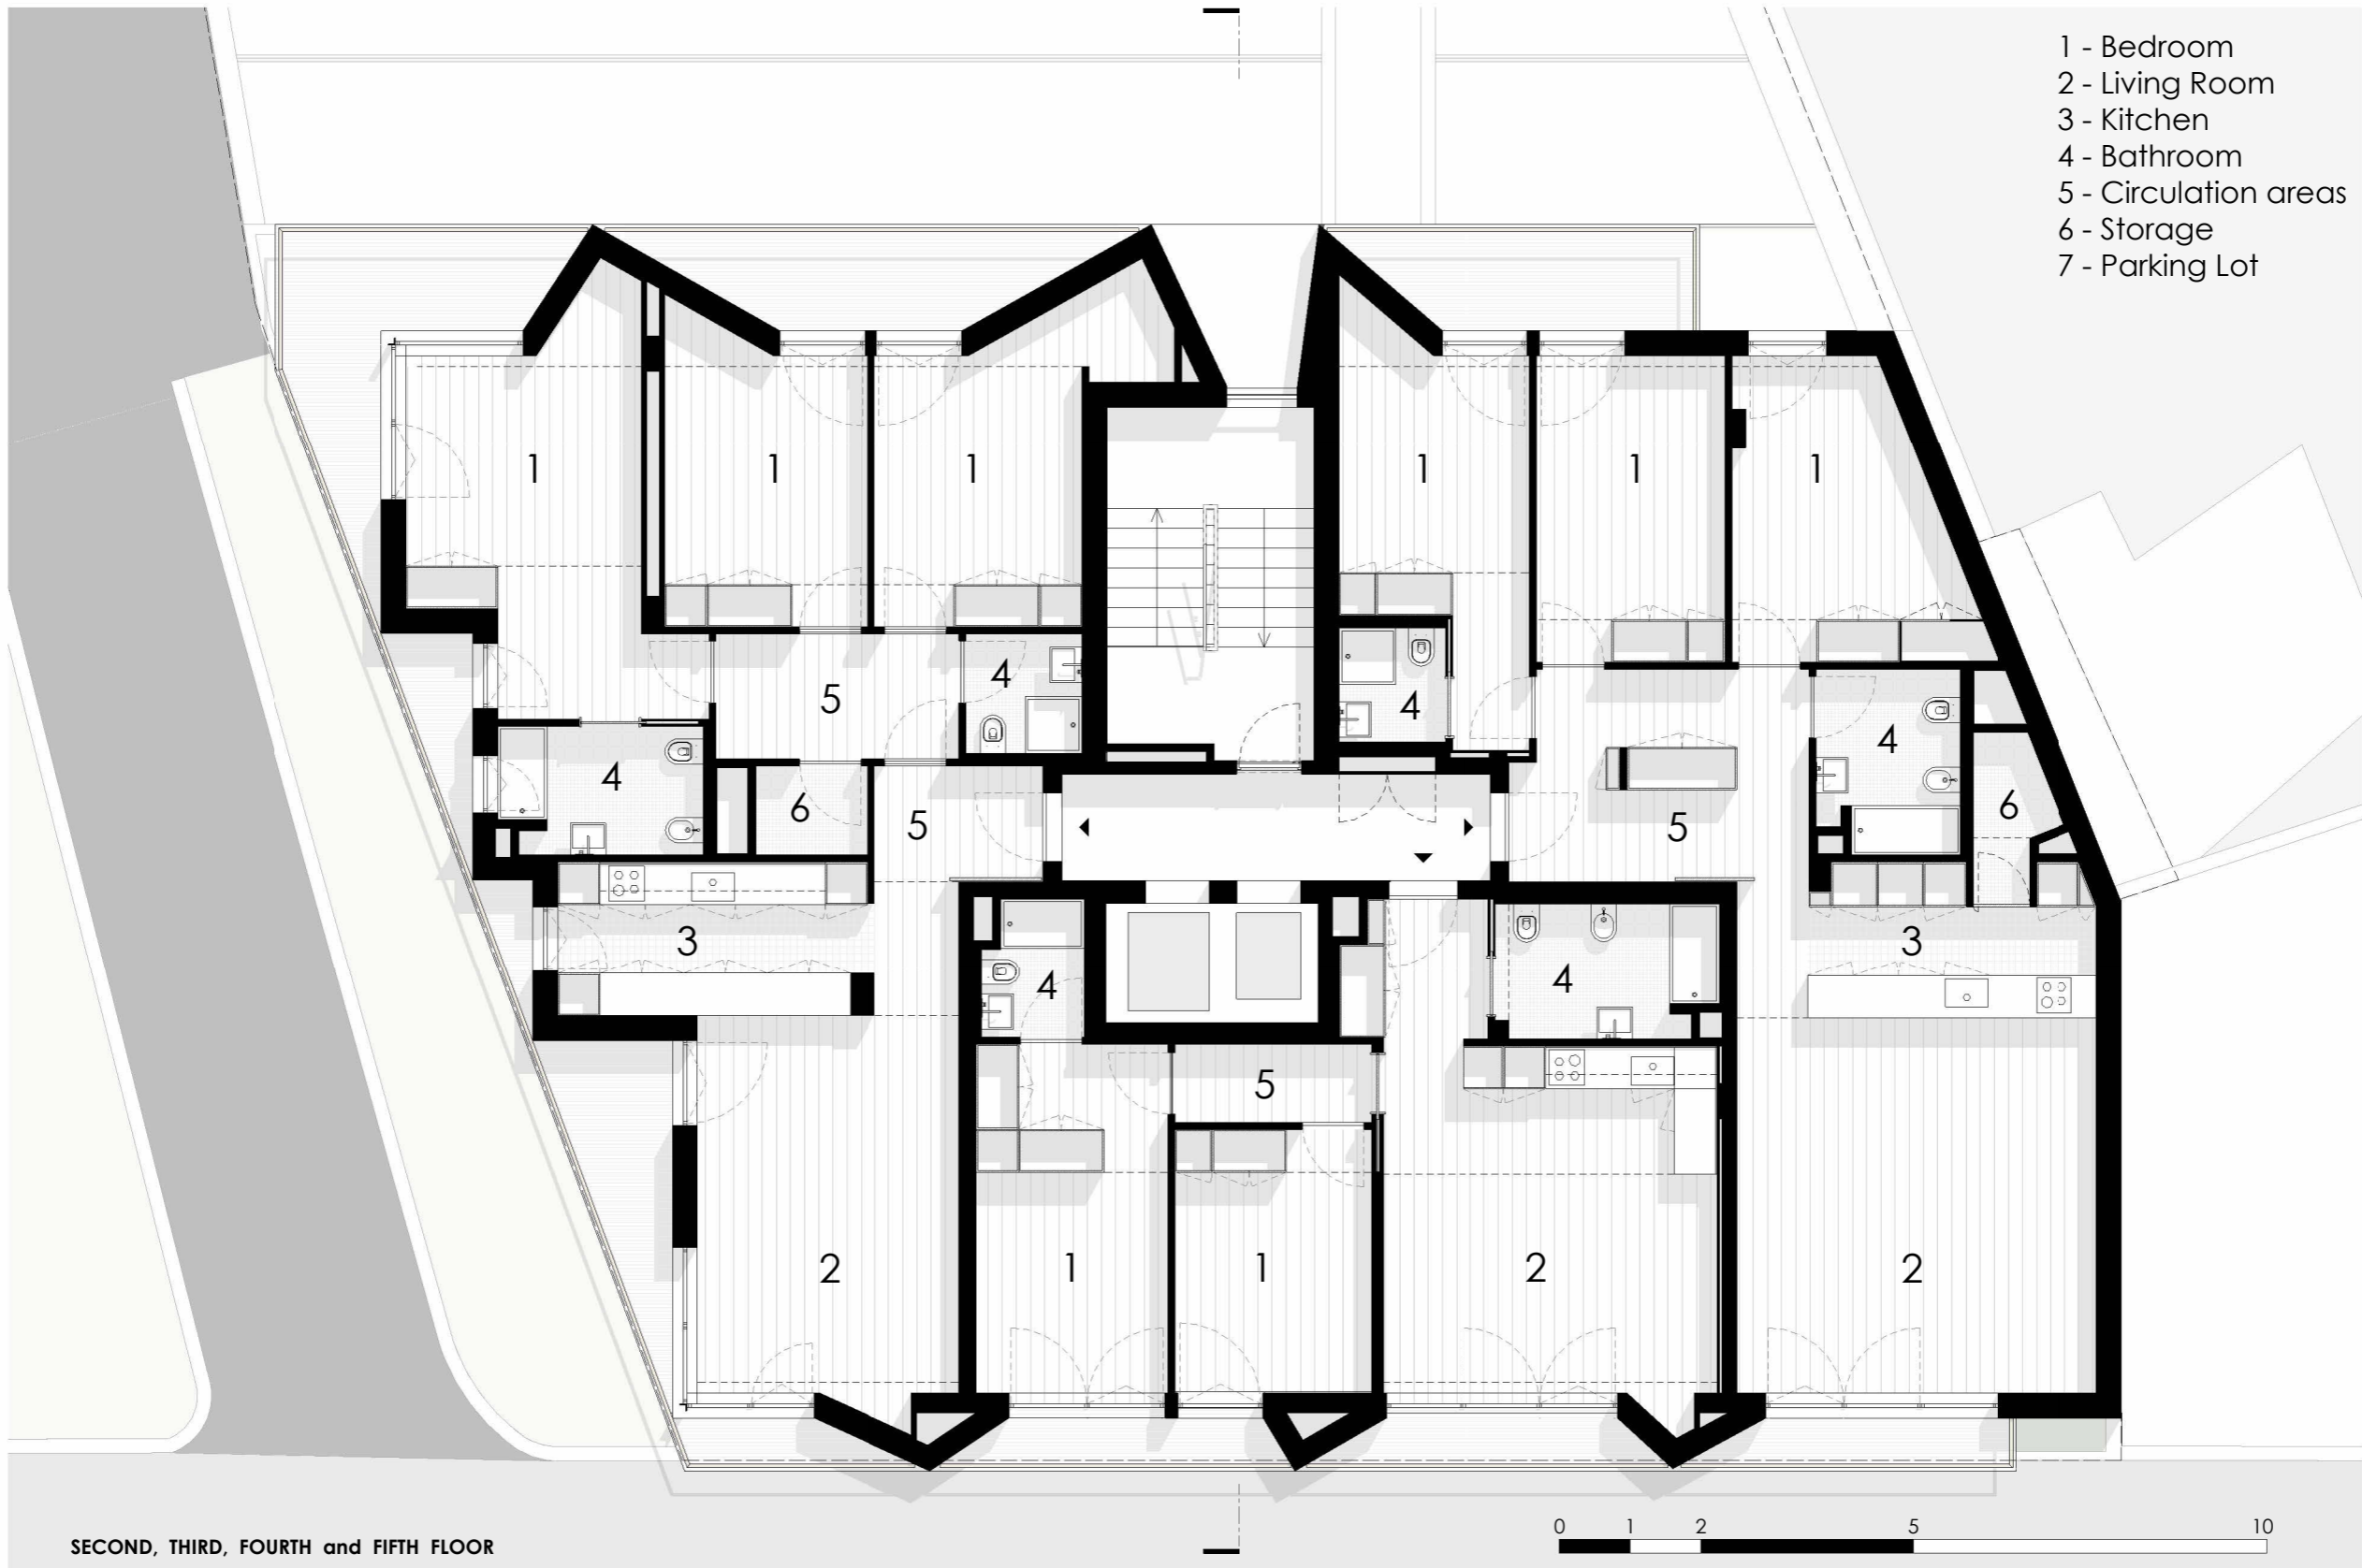 1 - Bedroom
2 - Living Room
3 - Kitchen
4 - Bathroom
5 - Circulation areas
6 - Storage
7 - Parking Lot
1 1 1 1 1 1
4
5
4
4
4
6
5
5
6
3
3
4
4
5
2
1
1
2
2
0 1 2 5 10
SECOND, THIRD, FOURTH and FIFTH FLOOR